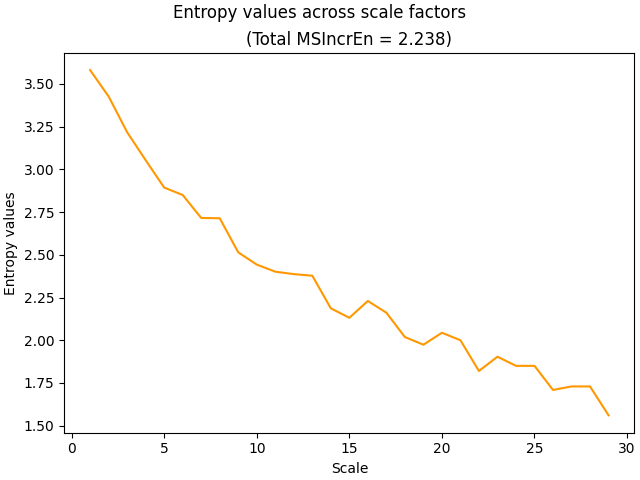 Entropy values across scale factors
(Total MSIncrEn = 2.238)
3.50
3.25
3.00
2.75
2.50
2.25
2.00
1.75
1.50
Entropy values
0 5 10 15 20 25 30
Scale